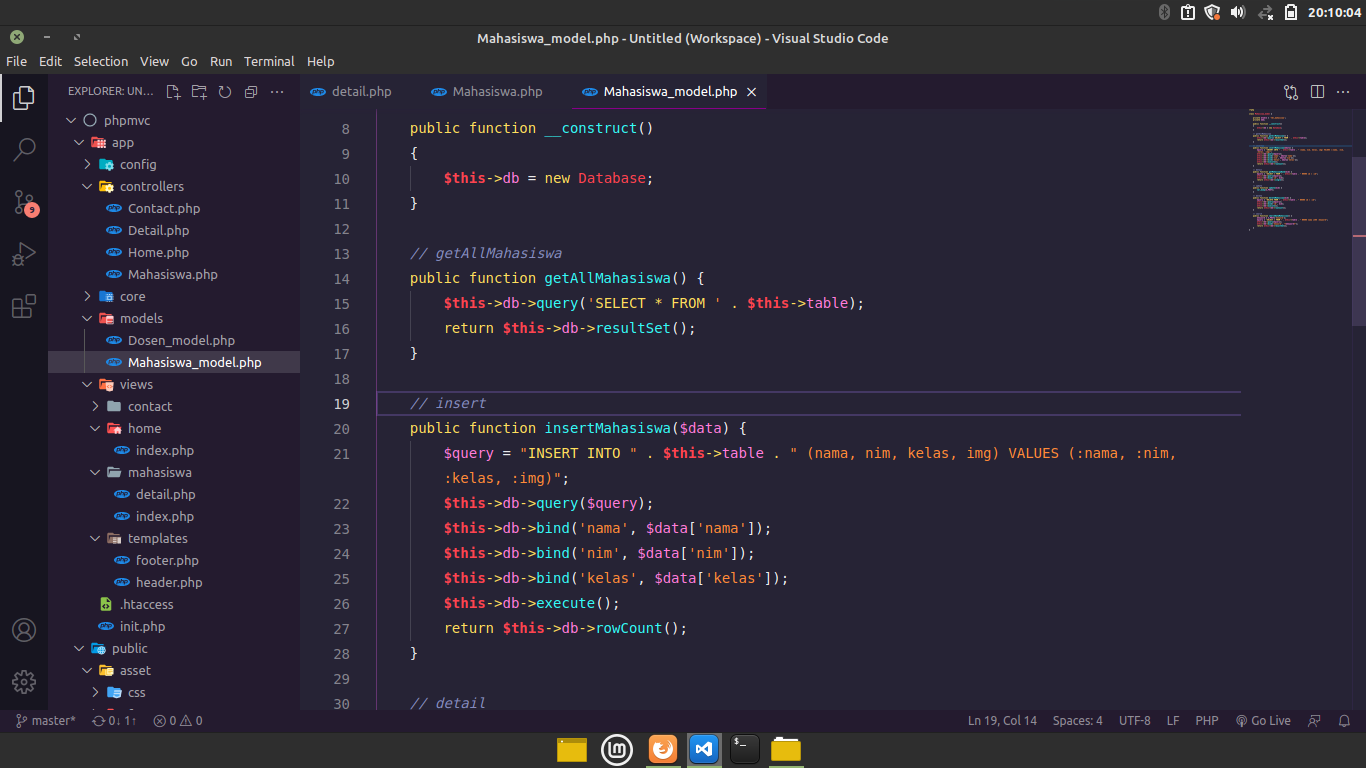 20:10:04
Mahasiswa_model.php - Untitled (Workspace) - Visual Studio Code
File Edit Selection View Go Run Terminal Help
EXPLORER: UN...
phpmvc
app
config
controllers
Contact.php
Detail.php
Home.php
Mahasiswa.php
core
models
Dosen_model.php
Mahasiswa_model.php
views
contact
home
index.php
mahasiswa
detail.php
index.php
templates
footer.php
header.php
.htaccess
init.php
public
asset
css
9
php detail.php php Mahasiswa.php php Mahasiswa_model.php
8 public function __construct()
9 {
10 $this->db = new Database;
11 }
12
13 // getAllMahasiswa
14 public function getAllMahasiswa() {
15 $this->db->query('SELECT * FROM ' . $this->table);
16 return $this->db->resultSet();
17 }
18
19 // insert
20 public function insertMahasiswa($data) {
21 $query = "INSERT INTO " . $this->table . " (nama, nim, kelas, img) VALUES (:nama, :nim,
:kelas, :img)";
22 $this->db->query($query);
23 $this->db->bind('nama', $data['nama']);
24 $this->db->bind('nim', $data['nim']);
25 $this->db->bind('kelas', $data['kelas']);
26 $this->db->execute();
27 return $this->db->rowCount();
28 }
29
30 // detail
master* 0↓ 1↑ 0 0 Ln 19, Col 14 Spaces: 4 UTF-8 LF PHP Go Live